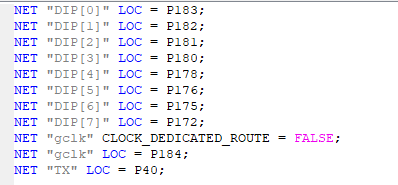 NET "DIP[0]" LOC = P183;
NET "DIP[1]" LOC = P182;
NET "DIP[2]" LOC = P181;
NET "DIP[3]" LOC = P180;
NET "DIP[4]" LOC = P178;
NET "DIP[5]" LOC = P176;
NET "DIP[6]" LOC = P175;
NET "DIP[7]" LOC = P172;
NET "gclk" CLOCK_DEDICATED_ROUTE = FALSE;
NET "gclk" LOC = P184;
NET "TX" LOC = P40;